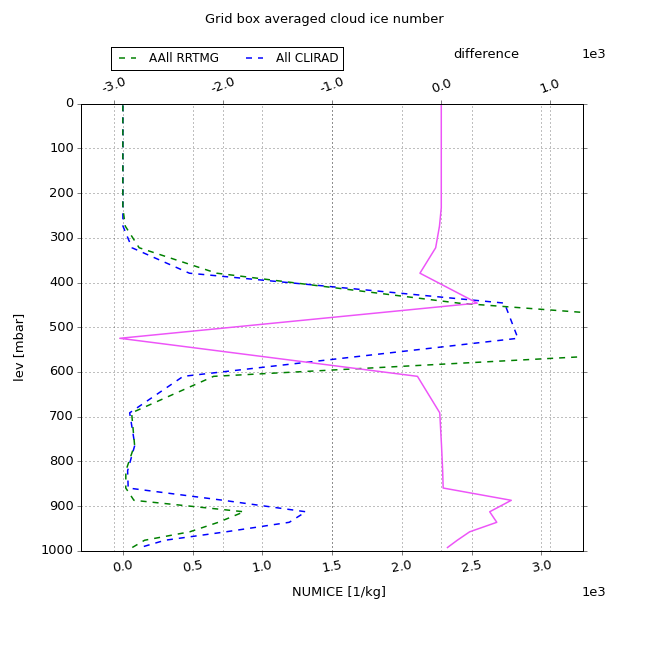 Grid box averaged cloud ice number
AAll RRTMG All CLIRAD difference 1e3
-3.0 -2.0 -1.0 0.0 1.0
0
100
200
300
400
500
600
700
800
900
1000
lev [mbar]
0.0 0.5 1.0 1.5 2.0 2.5 3.0
NUMICE [1/kg] 1e3